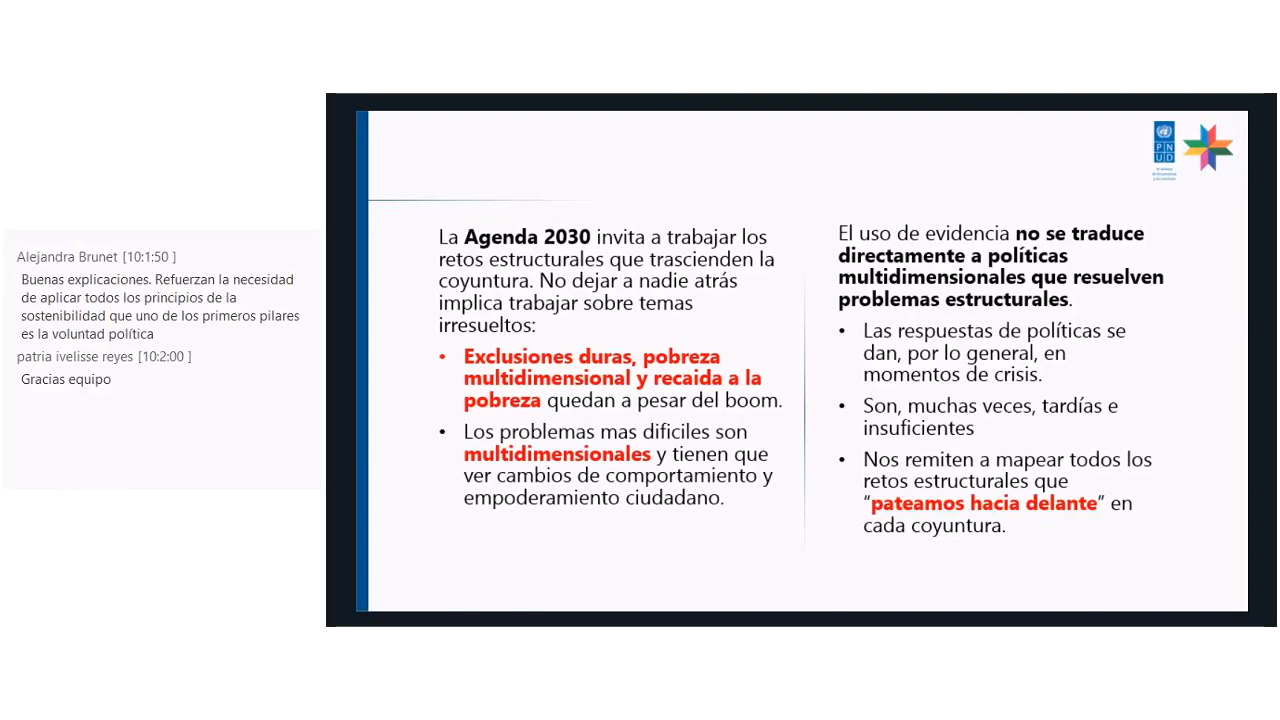 Alejandra Brunet [10:1:50 ]
Buenas explicaciones. Refuerzan la necesidad
de aplicar todos los principios de la
sostenibilidad que uno de los primeros pilares
es la voluntad política
patria ivelisse reyes [10:2:00 ]
Gracias equipo
P N
U D
La Agenda 2030 invita a trabajar los
retos estructurales que trascienden la
coyuntura. No dejar a nadie atrás
implica trabajar sobre temas
irresueltos:
• Exclusiones duras, pobreza
multidimensional y recaida a la
pobreza quedan a pesar del boom.
• Los problemas mas dificiles son
multidimensionales y tienen que
ver cambios de comportamiento y
empoderamiento ciudadano.
El uso de evidencia no se traduce
directamente a políticas
multidimensionales que resuelven
problemas estructurales.
• Las respuestas de políticas se
dan, por lo general, en
momentos de crisis.
• Son, muchas veces, tardías e
insuficientes
• Nos remiten a mapear todos los
retos estructurales que
“pateamos hacia delante” en
cada coyuntura.